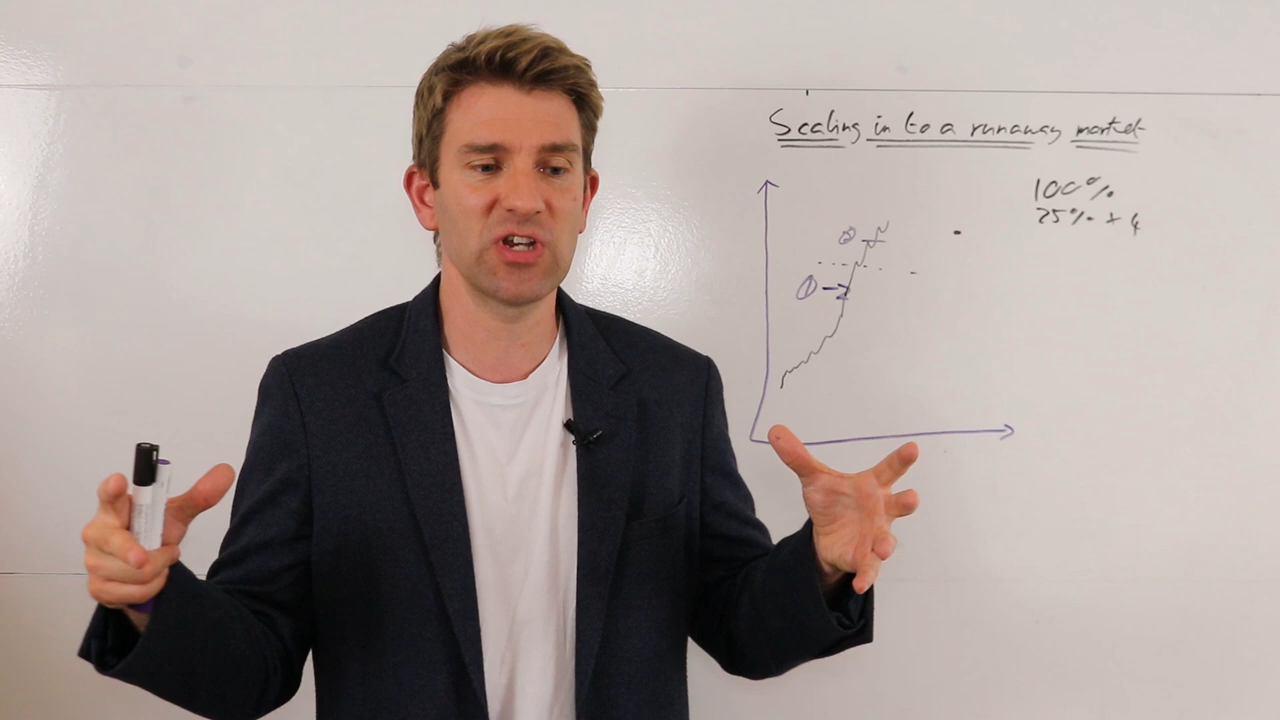 Scaling in to a runaway market
100%
25% x 4
②
①